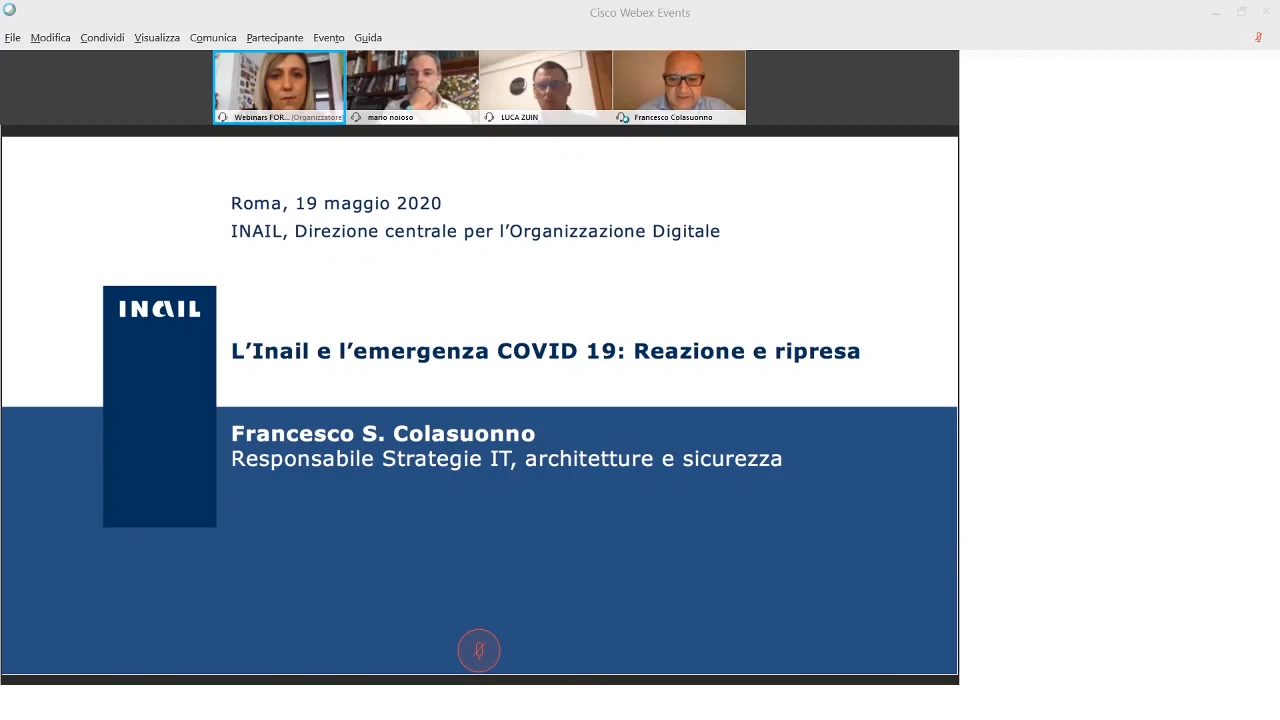 Cisco Webex Events
File Modifica Condividi Visualizza Comunica Partecipante Evento Guida
Webinars FOR... (Organizzatore)
mario noioso
LUCA ZUIN
Francesco Colasuonno
Roma, 19 maggio 2020
INAIL, Direzione centrale per l’Organizzazione Digitale
INAIL
L’Inail e l’emergenza COVID 19: Reazione e ripresa
Francesco S. Colasuonno
Responsabile Strategie IT, architetture e sicurezza